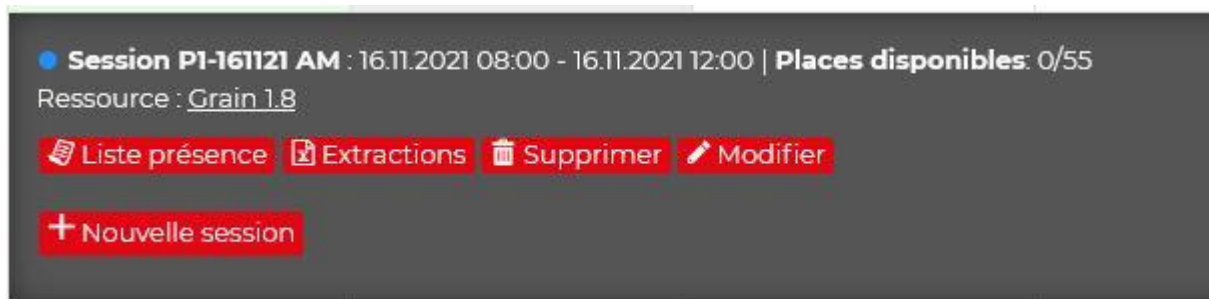 Session P1-161121 AM : 16.11.2021 08:00 - 16.11.2021 12:00 | Places disponibles: 0/55
Ressource : Grain 1.8
Liste présence Extractions Supprimer Modifier
+ Nouvelle session